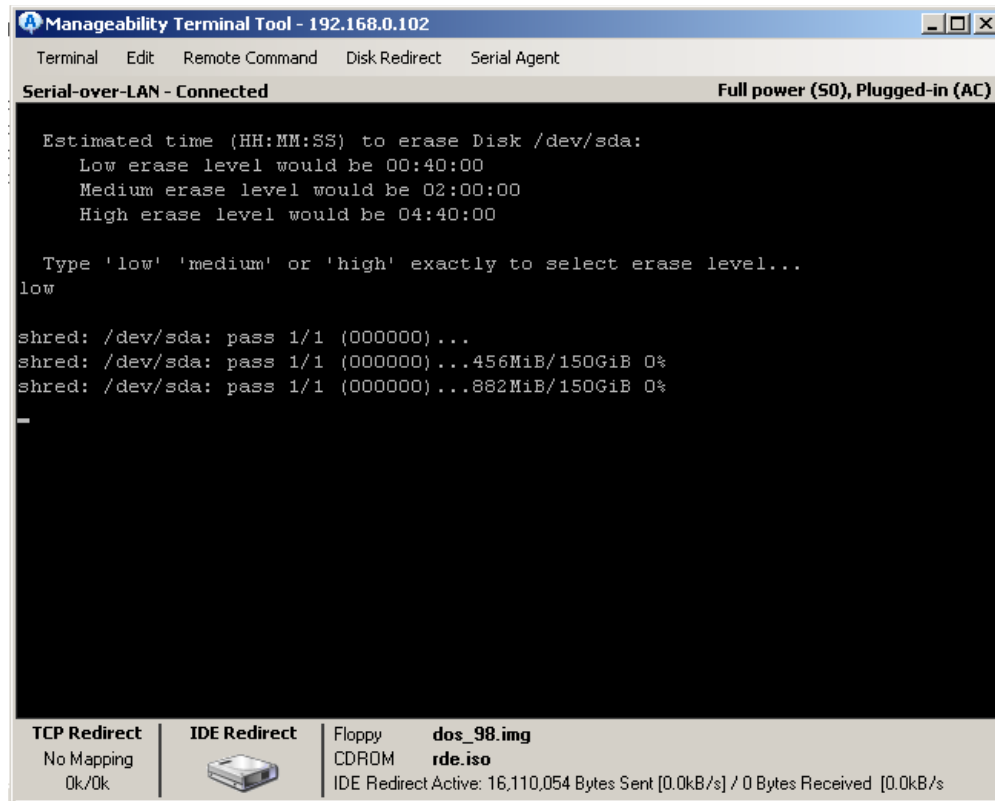 Manageability Terminal Tool - 192.168.0.102
Terminal Edit Remote Command Disk Redirect Serial Agent
Serial-over-LAN - Connected Full power (S0), Plugged-in (AC)
Estimated time (HH:MM:SS) to erase Disk /dev/sda:
Low erase level would be 00:40:00
Medium erase level would be 02:00:00
High erase level would be 04:40:00
Type 'low' 'medium' or 'high' exactly to select erase level...
low
shred: /dev/sda: pass 1/1 (000000)...
shred: /dev/sda: pass 1/1 (000000)...456MiB/150GiB 0%
shred: /dev/sda: pass 1/1 (000000)...882MiB/150GiB 0%
TCP Redirect IDE Redirect Floppy dos_98.img
No Mapping CDROM rde.iso
0k/0k IDE Redirect Active: 16,110,054 Bytes Sent [0.0kB/s] / 0 Bytes Received [0.0kB/s